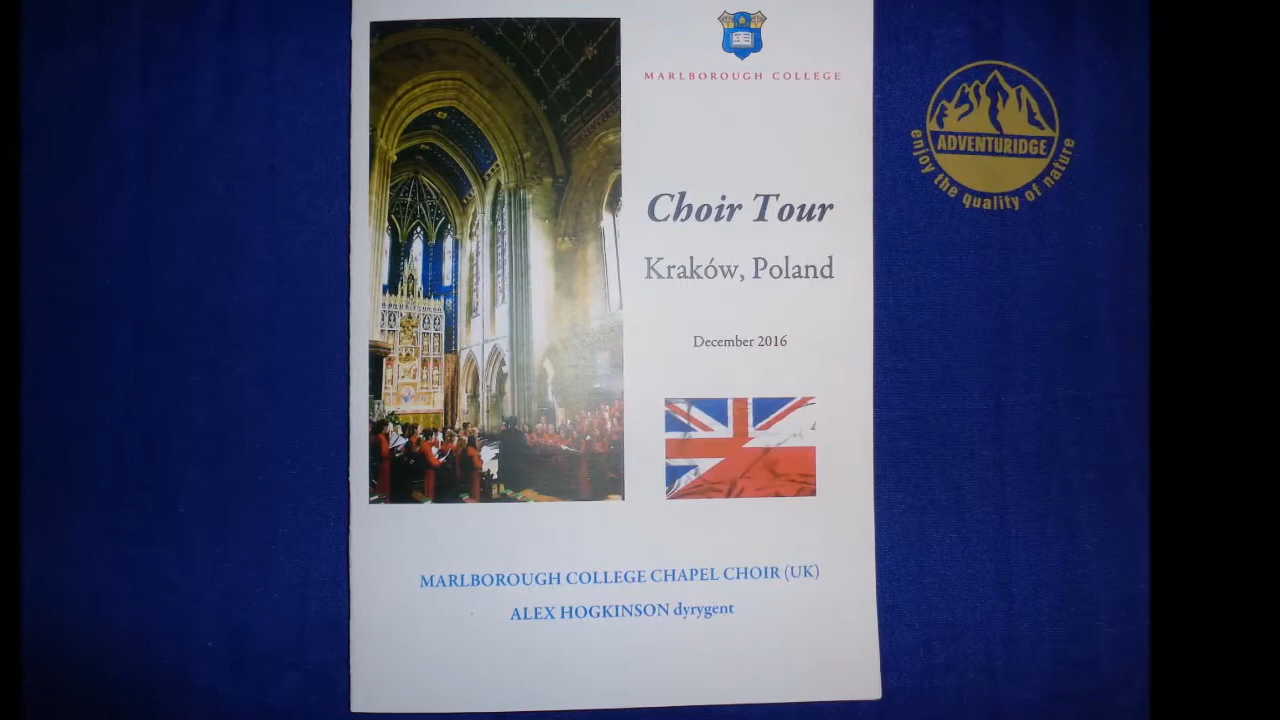 MARLBOROUGH COLLEGE
Choir Tour
Kraków, Poland
December 2016
MARLBOROUGH COLLEGE CHAPEL CHOIR (UK)
ALEX HOGKINSON dyrygent
ADVENTURIDGE
enjoy the quality of nature